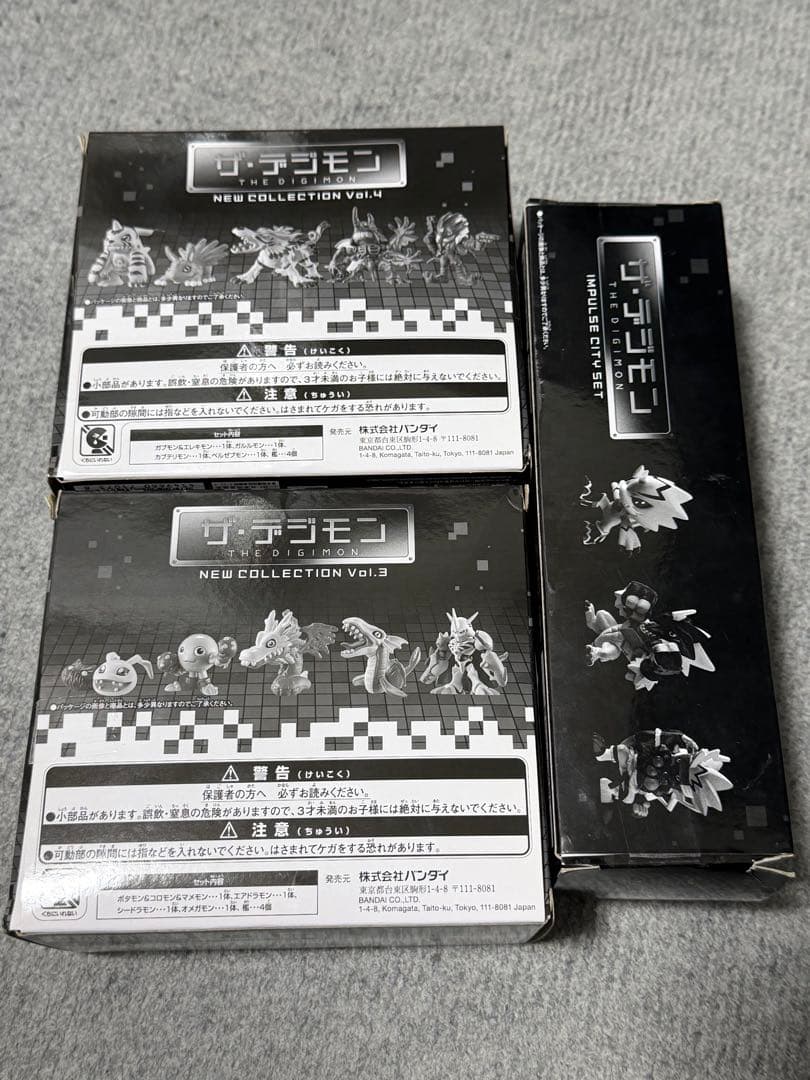 ザ・デジモン
THE DIGIMON
NEW COLLECTION Vol.4
●パッケージの画像と商品とは、多少異なりますのでご了承ください。
⚠ 警告(けいこく)
保護者の方へ 必ずお読みください。
●小部品があります。誤飲・窒息の危険がありますので、3才未満のお子様には絶対に与えないでください。
⚠ 注意(ちゅうい)
●可動部の隙間には指などを入れないでください。はさまれてケガをする恐れがあります。
くちにいれない
セット内容
ガブモン&エレキモン・・・1体、ガルルモン・・・1体、
カブテリモン・・・1体、ベルゼブモン・・・1体、檻・・・4個
発売元 株式会社バンダイ
東京都台東区駒形1-4-8 〒111-8081
BANDAI CO.,LTD.
1-4-8, Komagata, Taito-ku, Tokyo, 111-8081 Japan
ザ・デジモン
THE DIGIMON
NEW COLLECTION Vol.3
●パッケージの画像と商品とは、多少異なりますのでご了承ください。
⚠ 警告(けいこく)
保護者の方へ 必ずお読みください。
●小部品があります。誤飲・窒息の危険がありますので、3才未満のお子様には絶対に与えないでください。
⚠ 注意(ちゅうい)
●可動部の隙間には指などを入れないでください。はさまれてケガをする恐れがあります。
くちにいれない
セット内容
ボタモン&コロモン&マメモン・・・1体、エアドラモン・・・1体、
シードラモン・・・1体、オメガモン・・・1体、檻・・・4個
発売元 株式会社バンダイ
東京都台東区駒形1-4-8 〒111-8081
BANDAI CO.,LTD.
1-4-8, Komagata, Taito-ku, Tokyo, 111-8081 Japan
ザ・デジモン
THE DIGIMON
IMPULSE CITY SET